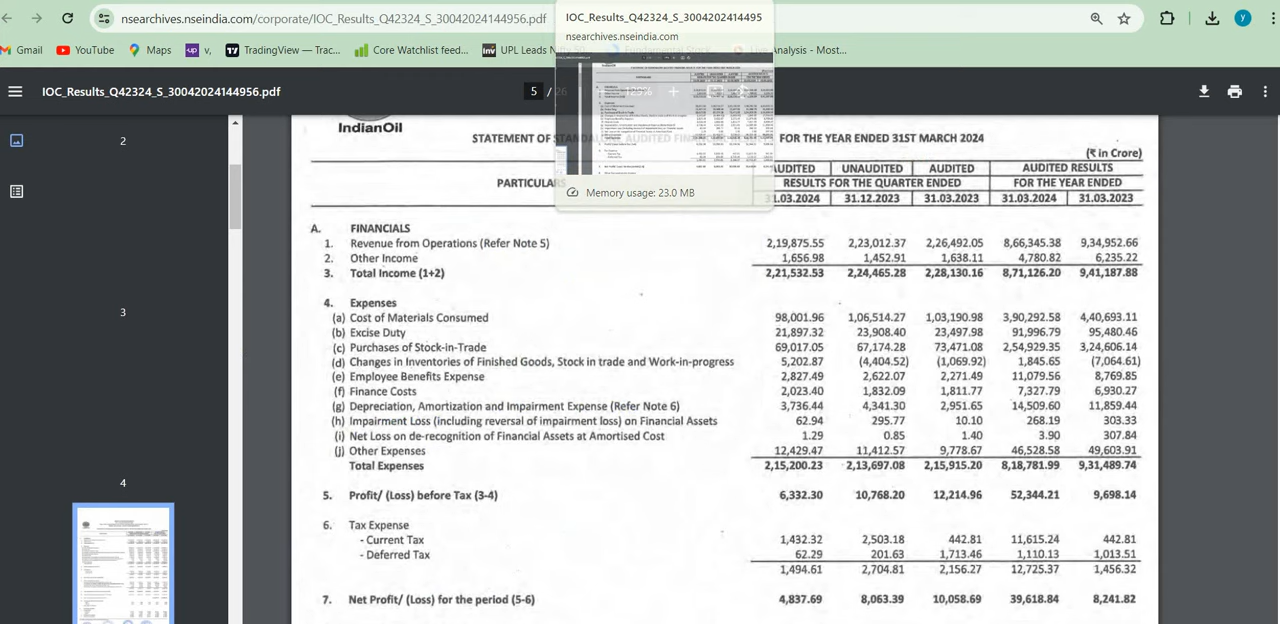 nsearchives.nseindia.com/corporate/IOC_Results_Q42324_S_30042024144956.pdf
IOC_Results_Q42324_S_3004202414495
nsearchives.nseindia.com
y
Gmail YouTube Maps up v, TradingView — Trac... Core Watchlist feed... Inv UPL Leads Nifty 50 Fundamental Stock Live Analysis - Most...
IOC_Results_Q42324_S_30042024144956.pdf 5 / 26 125% +
Memory usage: 23.0 MB
2
3
4
IndianOil
STATEMENT OF STANDALONE AUDITED FINANCIAL FOR THE YEAR ENDED 31ST MARCH 2024
(₹ in Crore)
PARTICULARS AUDITED UNAUDITED AUDITED AUDITED RESULTS
RESULTS FOR THE QUARTER ENDED FOR THE YEAR ENDED
31.03.2024 31.12.2023 31.03.2023 31.03.2024 31.03.2023
A. FINANCIALS
1. Revenue from Operations (Refer Note 5) 2,19,875.55 2,23,012.37 2,26,492.05 8,66,345.38 9,34,952.66
2. Other Income 1,656.98 1,452.91 1,638.11 4,780.82 6,235.22
3. Total Income (1+2) 2,21,532.53 2,24,465.28 2,28,130.16 8,71,126.20 9,41,187.88
4. Expenses
(a) Cost of Materials Consumed 98,001.96 1,06,514.27 1,03,190.98 3,90,292.58 4,40,693.11
(b) Excise Duty 21,897.32 23,908.40 23,497.98 91,996.79 95,480.46
(c) Purchases of Stock-in-Trade 69,017.05 67,174.28 73,471.08 2,54,929.35 3,24,606.14
(d) Changes in Inventories of Finished Goods, Stock in trade and Work-in-progress 5,202.87 (4,404.52) (1,069.92) 1,845.65 (7,064.61)
(e) Employee Benefits Expense 2,827.49 2,622.07 2,271.49 11,079.56 8,769.85
(f) Finance Costs 2,023.40 1,832.09 1,811.77 7,327.79 6,930.27
(g) Depreciation, Amortization and Impairment Expense (Refer Note 6) 3,736.44 4,341.30 2,951.65 14,509.60 11,859.44
(h) Impairment Loss (including reversal of impairment loss) on Financial Assets 62.94 295.77 10.10 268.19 303.33
(i) Net Loss on de-recognition of Financial Assets at Amortised Cost 1.29 0.85 1.40 3.90 307.84
(j) Other Expenses 12,429.47 11,412.57 9,778.67 46,528.58 49,603.91
Total Expenses 2,15,200.23 2,13,697.08 2,15,915.20 8,18,781.99 9,31,489.74
5. Profit/ (Loss) before Tax (3-4) 6,332.30 10,768.20 12,214.96 52,344.21 9,698.14
6. Tax Expense
- Current Tax 1,432.32 2,503.18 442.81 11,615.24 442.81
- Deferred Tax 62.29 201.63 1,713.46 1,110.13 1,013.51
1,494.61 2,704.81 2,156.27 12,725.37 1,456.32
7. Net Profit/ (Loss) for the period (5-6) 4,837.69 8,063.39 10,058.69 39,618.84 8,241.82